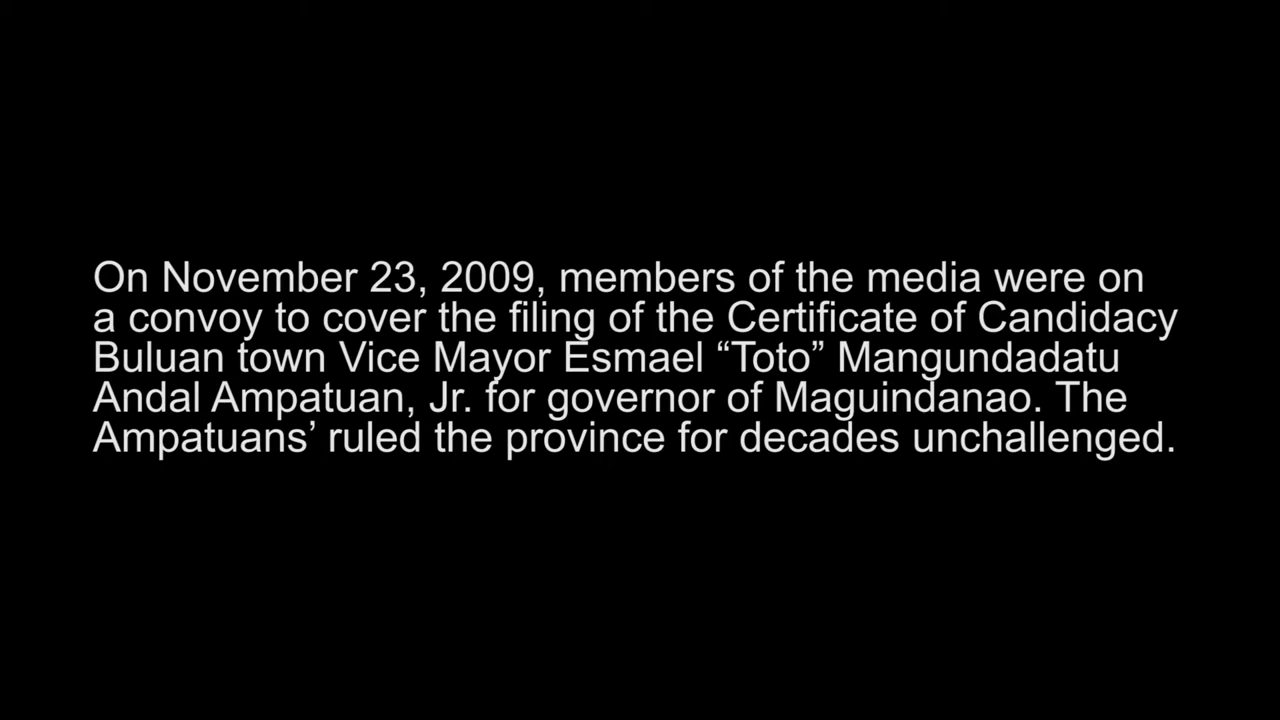 On November 23, 2009, members of the media were on
a convoy to cover the filing of the Certificate of Candidacy
Buluan town Vice Mayor Esmael “Toto” Mangundadatu
Andal Ampatuan, Jr. for governor of Maguindanao. The
Ampatuans’ ruled the province for decades unchallenged.